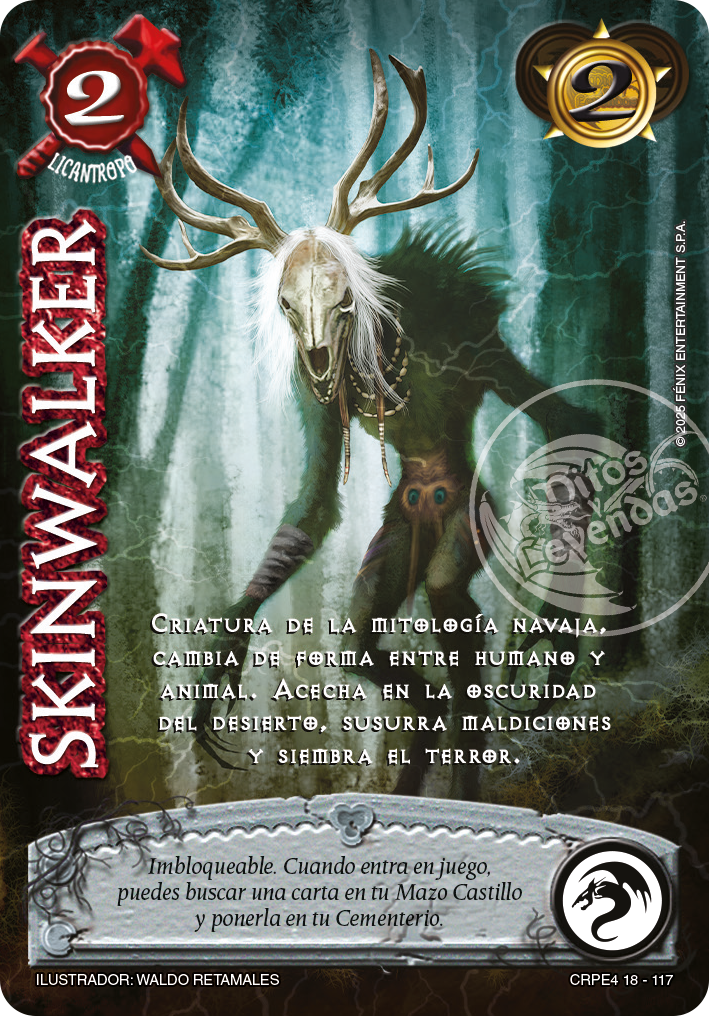 2
LICANTROPO
2
SKINWALKER
© 2025 FÉNIX ENTERTAINMENT S.P.A.
Mitos
y
Leyendas®
CRIATURA DE LA MITOLOGÍA NAVAJA,
CAMBIA DE FORMA ENTRE HUMANO Y
ANIMAL. ACECHA EN LA OSCURIDAD
DEL DESIERTO, SUSURRA MALDICIONES
Y SIEMBRA EL TERROR.
Imbloqueable. Cuando entra en juego,
puedes buscar una carta en tu Mazo Castillo
y ponerla en tu Cementerio.
ILUSTRADOR: WALDO RETAMALES
CRPE4 18 - 117